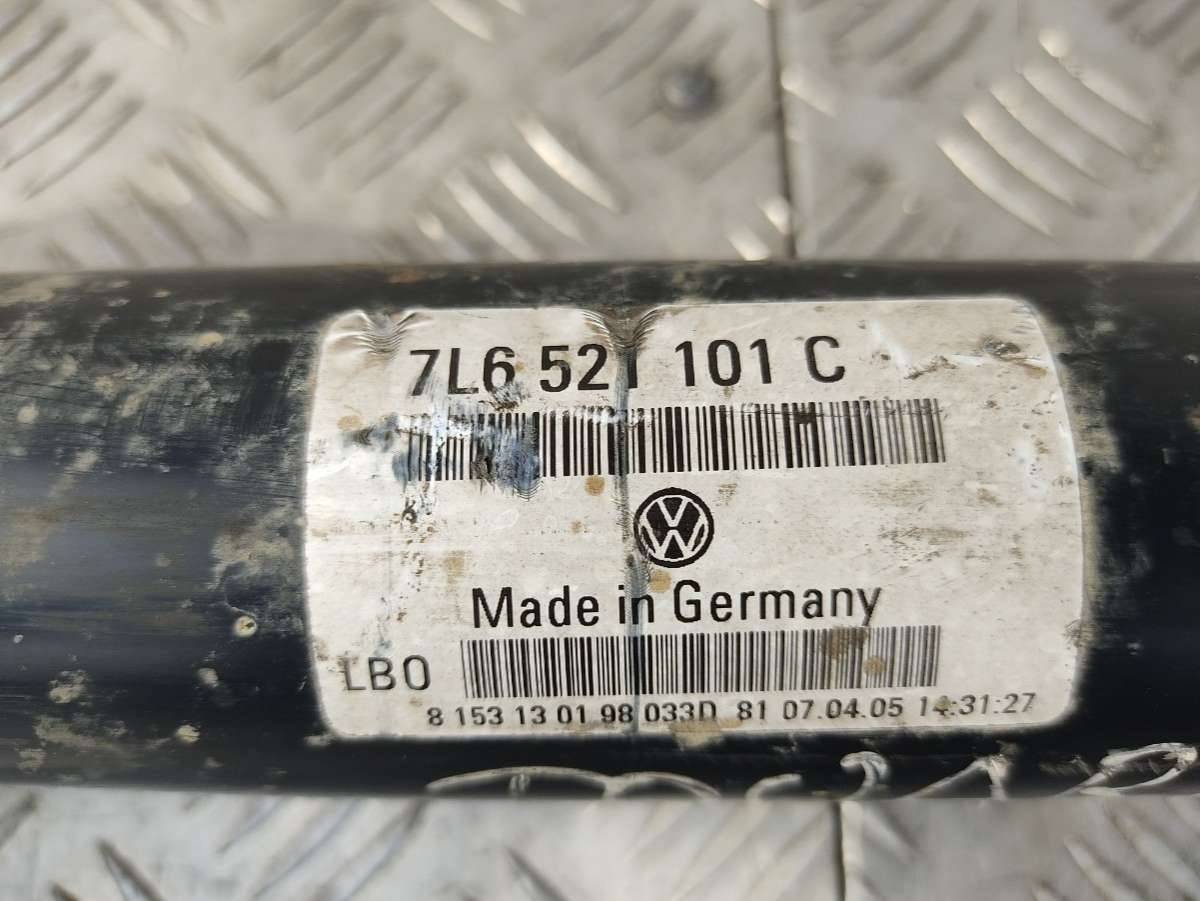 7L6 521 101 C
Made in Germany
LBO
8 153 13 01 98 033D 81 07.04.05 14:31:27